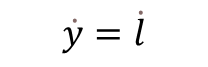 ẏ = l̇